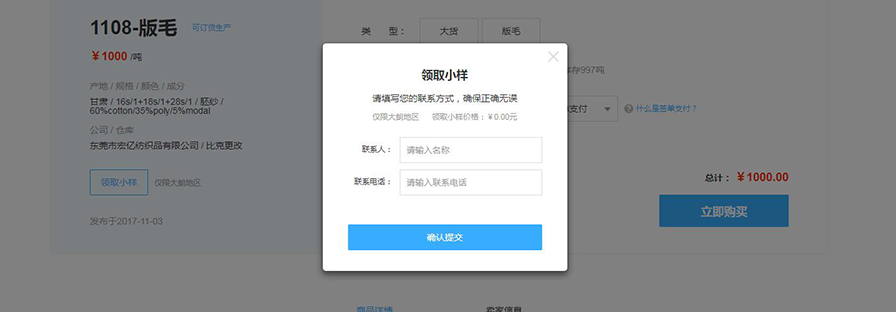 1108-版毛 可订货生产
￥1000 /吨
产地 / 规格 / 颜色 / 成分
甘肃 / 16s/1+18s/1+28s/1 / 胚纱 /
60%cotton/35%poly/5%modal
公司 / 仓库
东莞市宏亿纺织品有限公司 / 比克更改
领取小样 仅限大朗地区
发布于2017-11-03
类 型： 大货 版毛
库存997吨
支付 什么是签单支付？
总计： ￥1000.00
立即购买
领取小样
请填写您的联系方式，确保正确无误
仅限大朗地区 领取小样价格：￥0.00元
联系人： 请输入名称
联系电话： 请输入联系电话
确认提交
商品详情 卖家信息